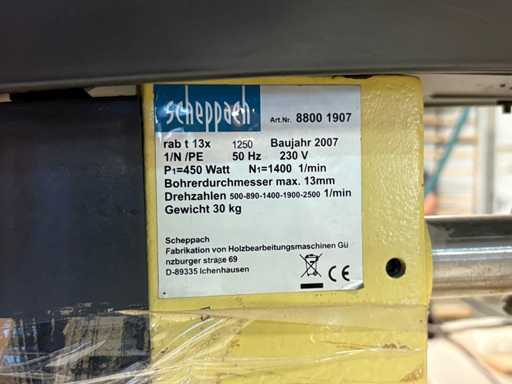 scheppach
Art.Nr. 8800 1907
rab t 13x 1250 Baujahr 2007
1/N /PE 50 Hz 230 V
P1=450 Watt N1=1400 1/min
Bohrerdurchmesser max. 13mm
Drehzahlen 500-890-1400-1900-2500 1/min
Gewicht 30 kg
Scheppach
Fabrikation von Holzbearbeitungsmaschinen Gü
nzburger straße 69
D-89335 Ichenhausen
CE